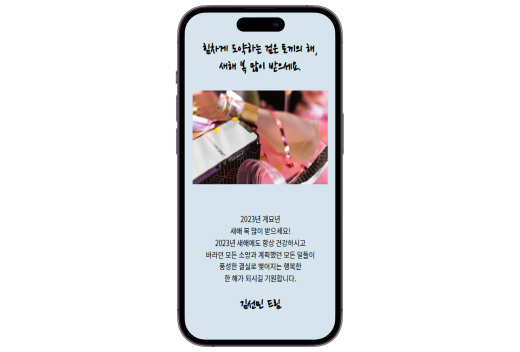 힘차게 도약하는 검은 토끼의 해,
새해 복 많이 받으세요.
2023년 계묘년
새해 복 많이 받으세요!
2023년 새해에도 항상 건강하시고
바라던 모든 소망과 계획했던 모든 일들이
풍성한 결실로 맺어지는 행복한
한 해가 되시길 기원합니다.
김선민 드림